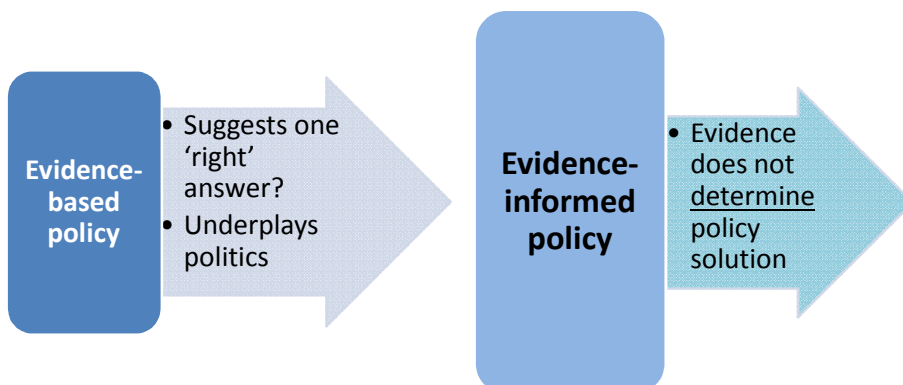 Evidence-
based
policy
• Suggests one
‘right’
answer?
• Underplays
politics
Evidence-
informed
policy
• Evidence
does not
determine
policy
solution